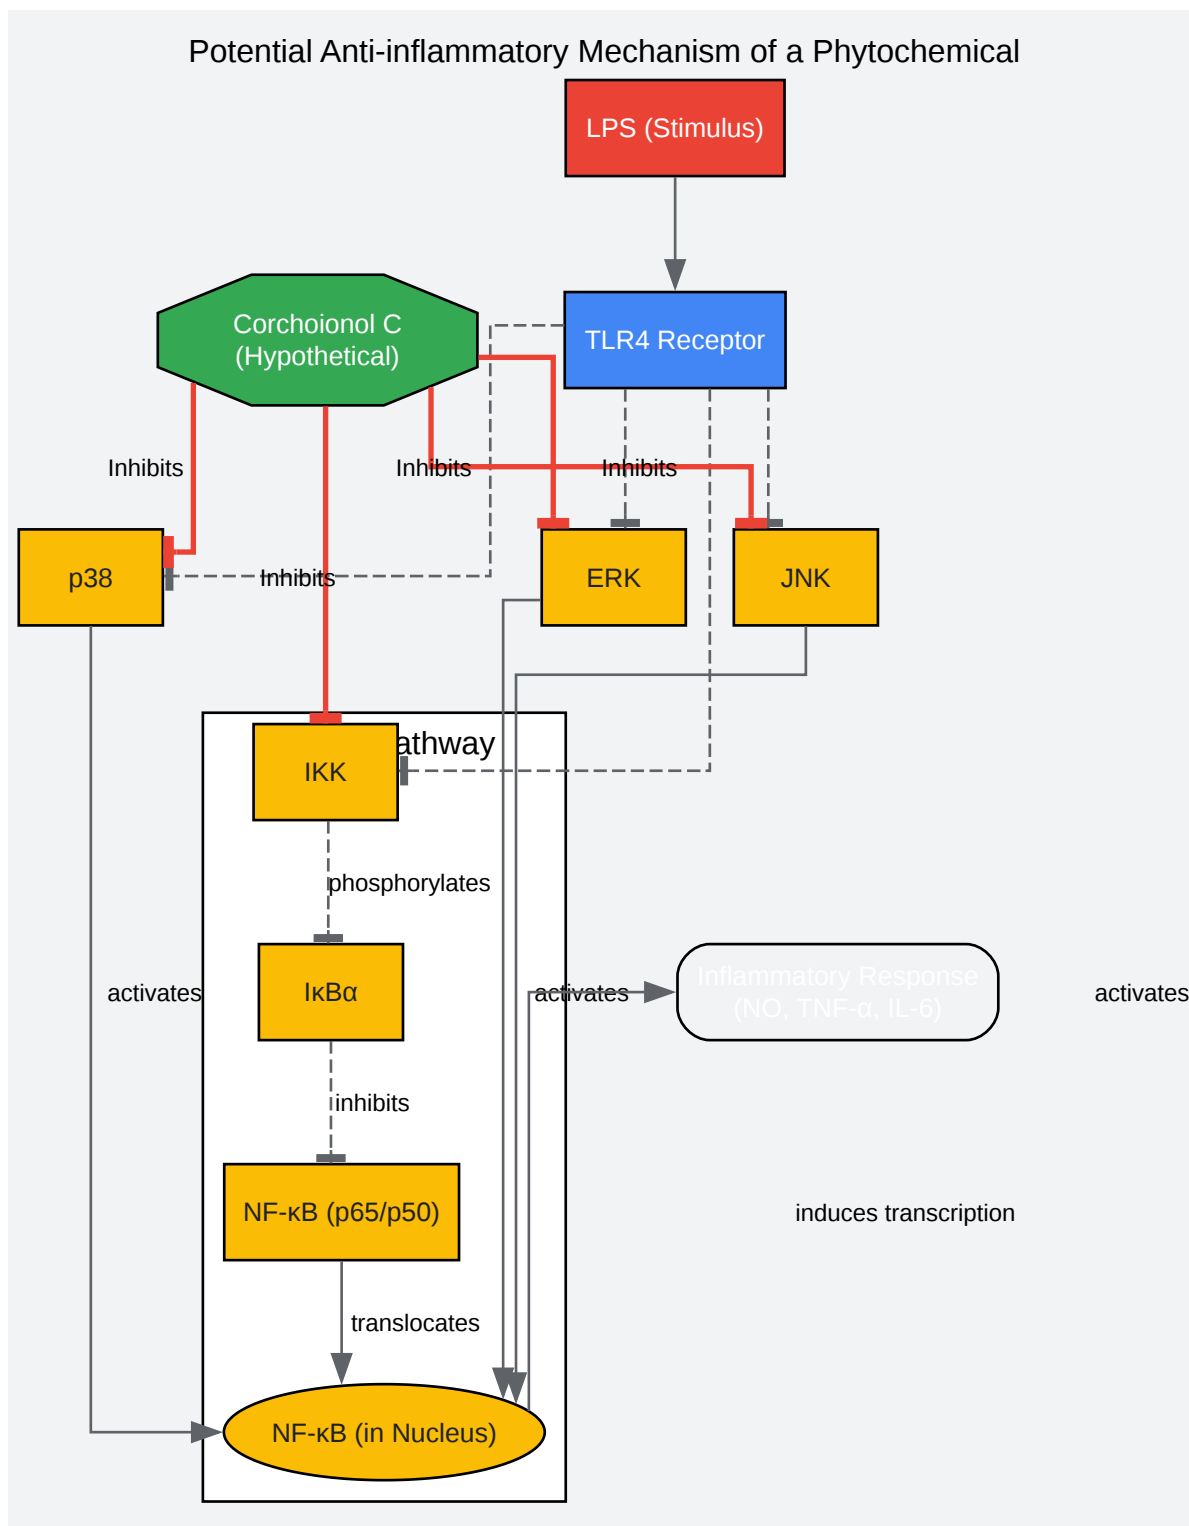 Potential Anti-inflammatory Mechanism of a Phytochemical
LPS (Stimulus)
Corchoionol C
(Hypothetical)
TLR4 Receptor
Inhibits
Inhibits
Inhibits
p38
Inhibits
ERK
JNK
athway
IKK
phosphorylates
activates
IκBα
activates
Inflammatory Response
(NO, TNF-α, IL-6)
activates
inhibits
NF-κB (p65/p50)
induces transcription
translocates
NF-κB (in Nucleus)